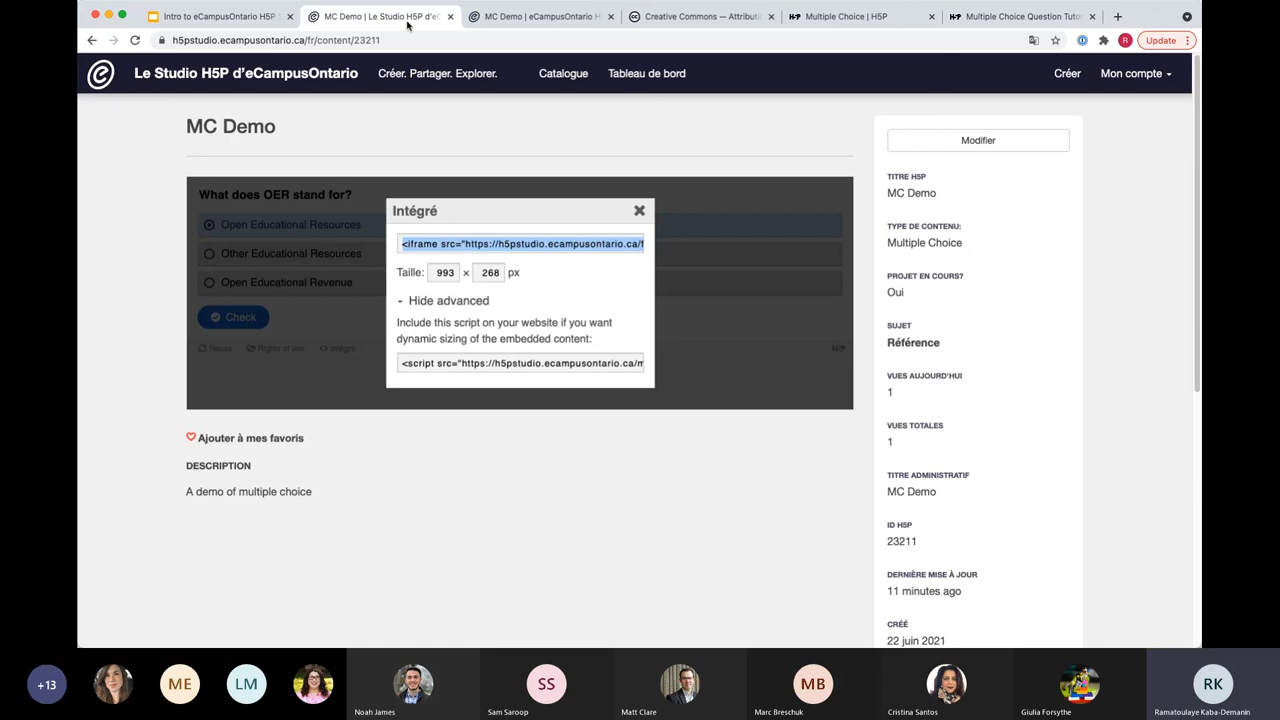 Intro to eCampusOntario H5P
MC Demo | Le Studio H5P d'eC
MC Demo | eCampusOntario H
Creative Commons — Attributi
Multiple Choice | H5P
Multiple Choice Question Tuto
h5pstudio.ecampusontario.ca/fr/content/23211
R
Update
Le Studio H5P d'eCampusOntario
Créer. Partager. Explorer.
Catalogue
Tableau de bord
Créer
Mon compte
MC Demo
What does OER stand for?
Open Educational Resources
Other Educational Resources
Open Educational Revenue
Check
Reuse
Rights of use
Intégré
H5P
Intégré
<iframe src="https://h5pstudio.ecampusontario.ca/f
Taille: 993 × 268 px
- Hide advanced
Include this script on your website if you want
dynamic sizing of the embedded content:
<script src="https://h5pstudio.ecampusontario.ca/m
Ajouter à mes favoris
DESCRIPTION
A demo of multiple choice
Modifier
TITRE H5P
MC Demo
TYPE DE CONTENU:
Multiple Choice
PROJET EN COURS?
Oui
SUJET
Référence
VUES AUJOURD'HUI
1
VUES TOTALES
1
TITRE ADMINISTRATIF
MC Demo
ID H5P
23211
DERNIÈRE MISE À JOUR
11 minutes ago
CRÉÉ
22 juin 2021
+13
ME
LM
Noah James
SS
Sam Saroop
Matt Clare
MB
Marc Breschuk
Cristina Santos
Giulia Forsythe
RK
Ramatoulaye Kaba-Demanin